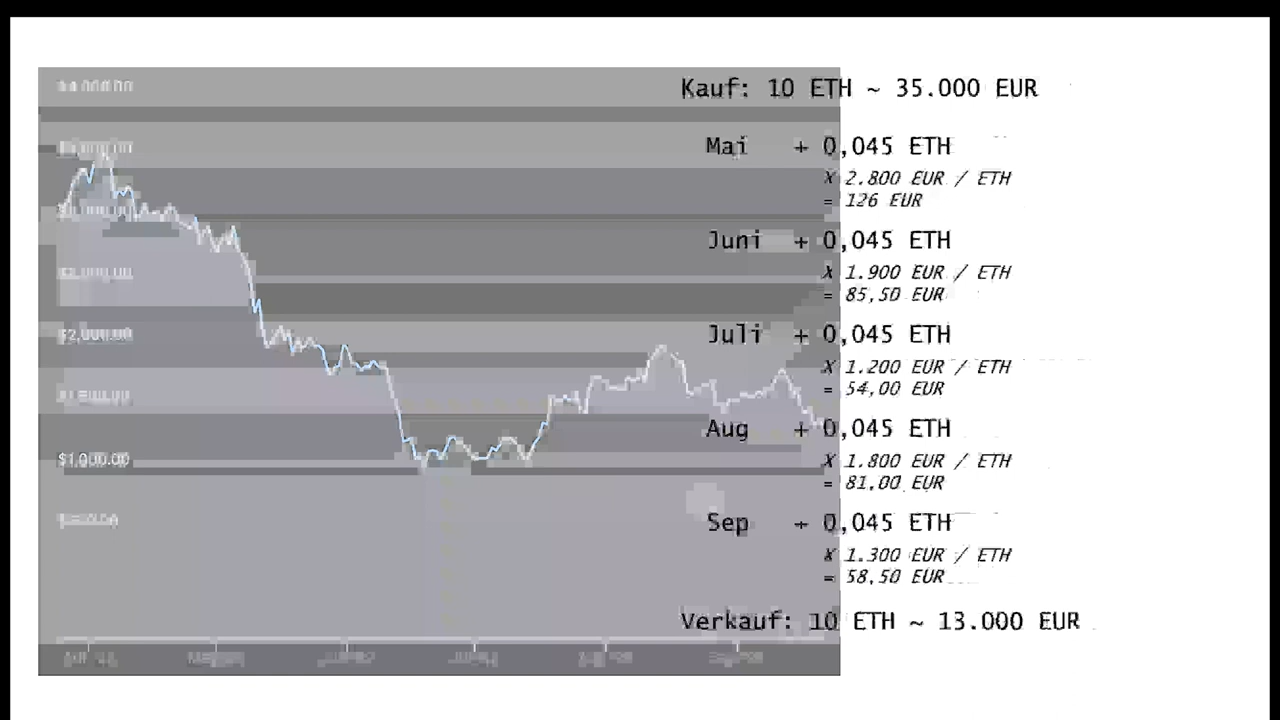 Kauf: 10 ETH ~ 35.000 EUR
Mai + 0,045 ETH
X 2.800 EUR / ETH
= 126 EUR
Juni + 0,045 ETH
X 1.900 EUR / ETH
= 85,50 EUR
$2,000.00
Juli + 0,045 ETH
X 1.200 EUR / ETH
= 54,00 EUR
Aug + 0,045 ETH
$1,000.00
X 1.800 EUR / ETH
= 81,00 EUR
Sep + 0,045 ETH
X 1.300 EUR / ETH
= 58,50 EUR
Verkauf: 10 ETH ~ 13.000 EUR